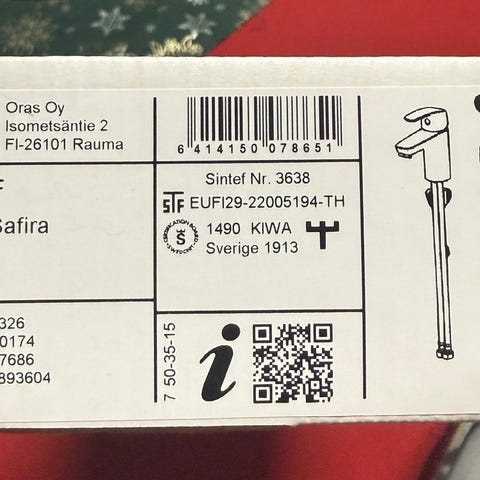 Oras Oy
Isometsäntie 2
FI-26101 Rauma
Safira
326
0174
7686
893604
6 414150 078651
Sintef Nr. 3638
STF EUFI29-22005194-TH
S 1490 KIWA
Sverige 1913
7 50-35-15
i